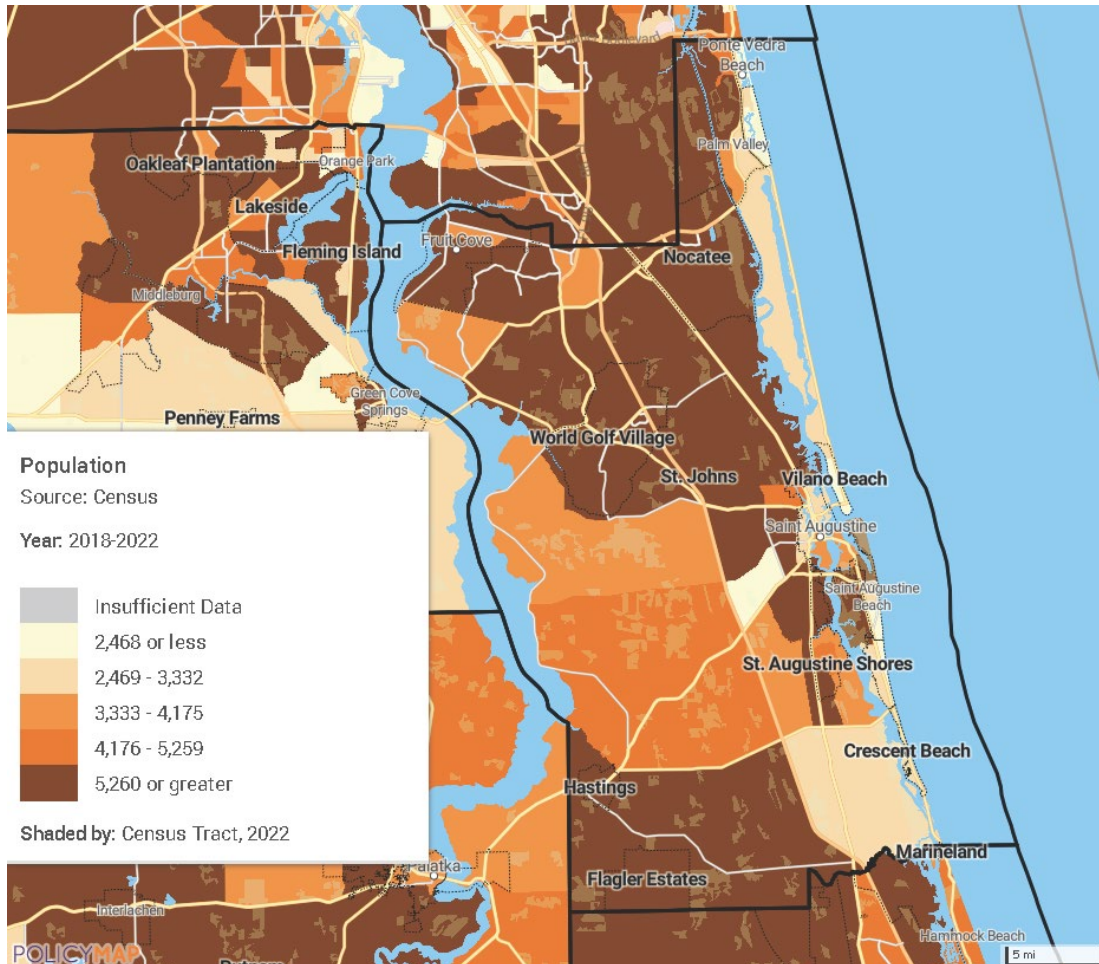 Ponte Vedra
Beach
Palm Valley
Oakleaf Plantation
Orange Park
Lakeside
Fleming Island
Fruit Cove
Nocatee
Middleburg
Green Cove
Springs
Penney Farms
World Golf Village
St. Johns
Vilano Beach
Saint Augustine
Saint Augustine
Beach
St. Augustine Shores
Crescent Beach
Hastings
Marineland
Flagler Estates
Palatka
Interlachen
Hammock Beach
Putnam
Population
Source: Census
Year: 2018-2022
Insufficient Data
2,468 or less
2,469 - 3,332
3,333 - 4,175
4,176 - 5,259
5,260 or greater
Shaded by: Census Tract, 2022
POLICYMAP
5 mi